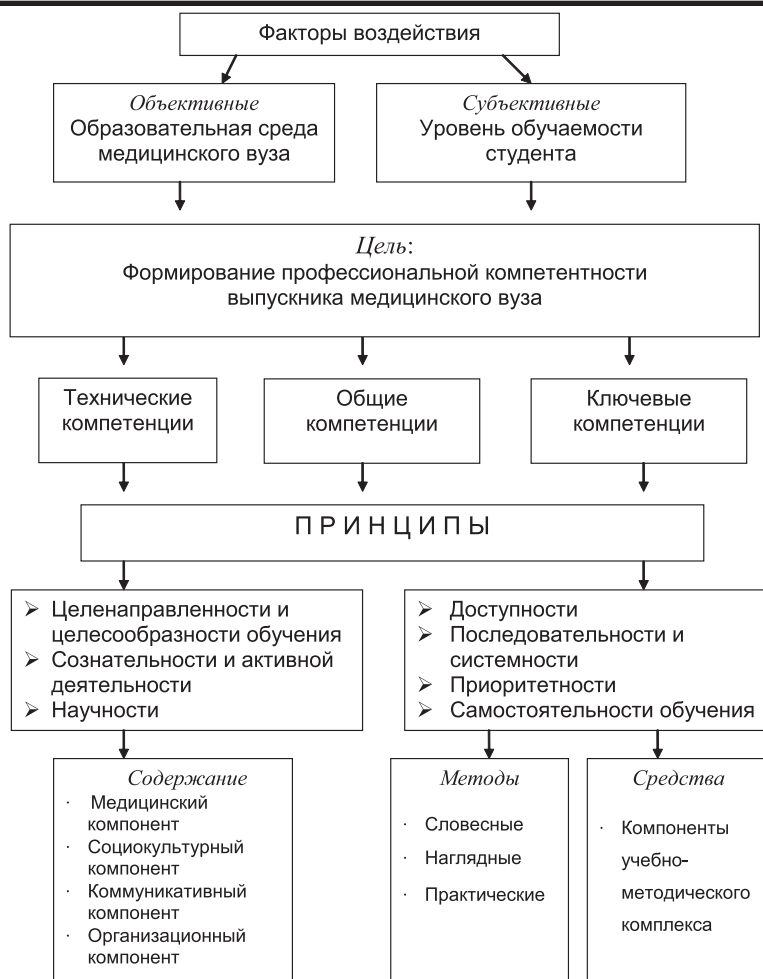 Факторы воздействия
Объективные
Образовательная среда
медицинского вуза
Субъективные
Уровень обучаемости
студента
Цель:
Формирование профессиональной компетентности
выпускника медицинского вуза
Технические
компетенции
Общие
компетенции
Ключевые
компетенции
П Р И Н Ц И П Ы
➢ Целенаправленности и
целесообразности обучения
➢ Сознательности и активной
деятельности
➢ Научности
➢ Доступности
➢ Последовательности и
системности
➢ Приоритетности
➢ Самостоятельности обучения
Содержание
· Медицинский
компонент
· Социокультурный
компонент
· Коммуникативный
компонент
· Организационный
компонент
Методы
· Словесные
· Наглядные
· Практические
Средства
· Компоненты
учебно-
методического
комплекса